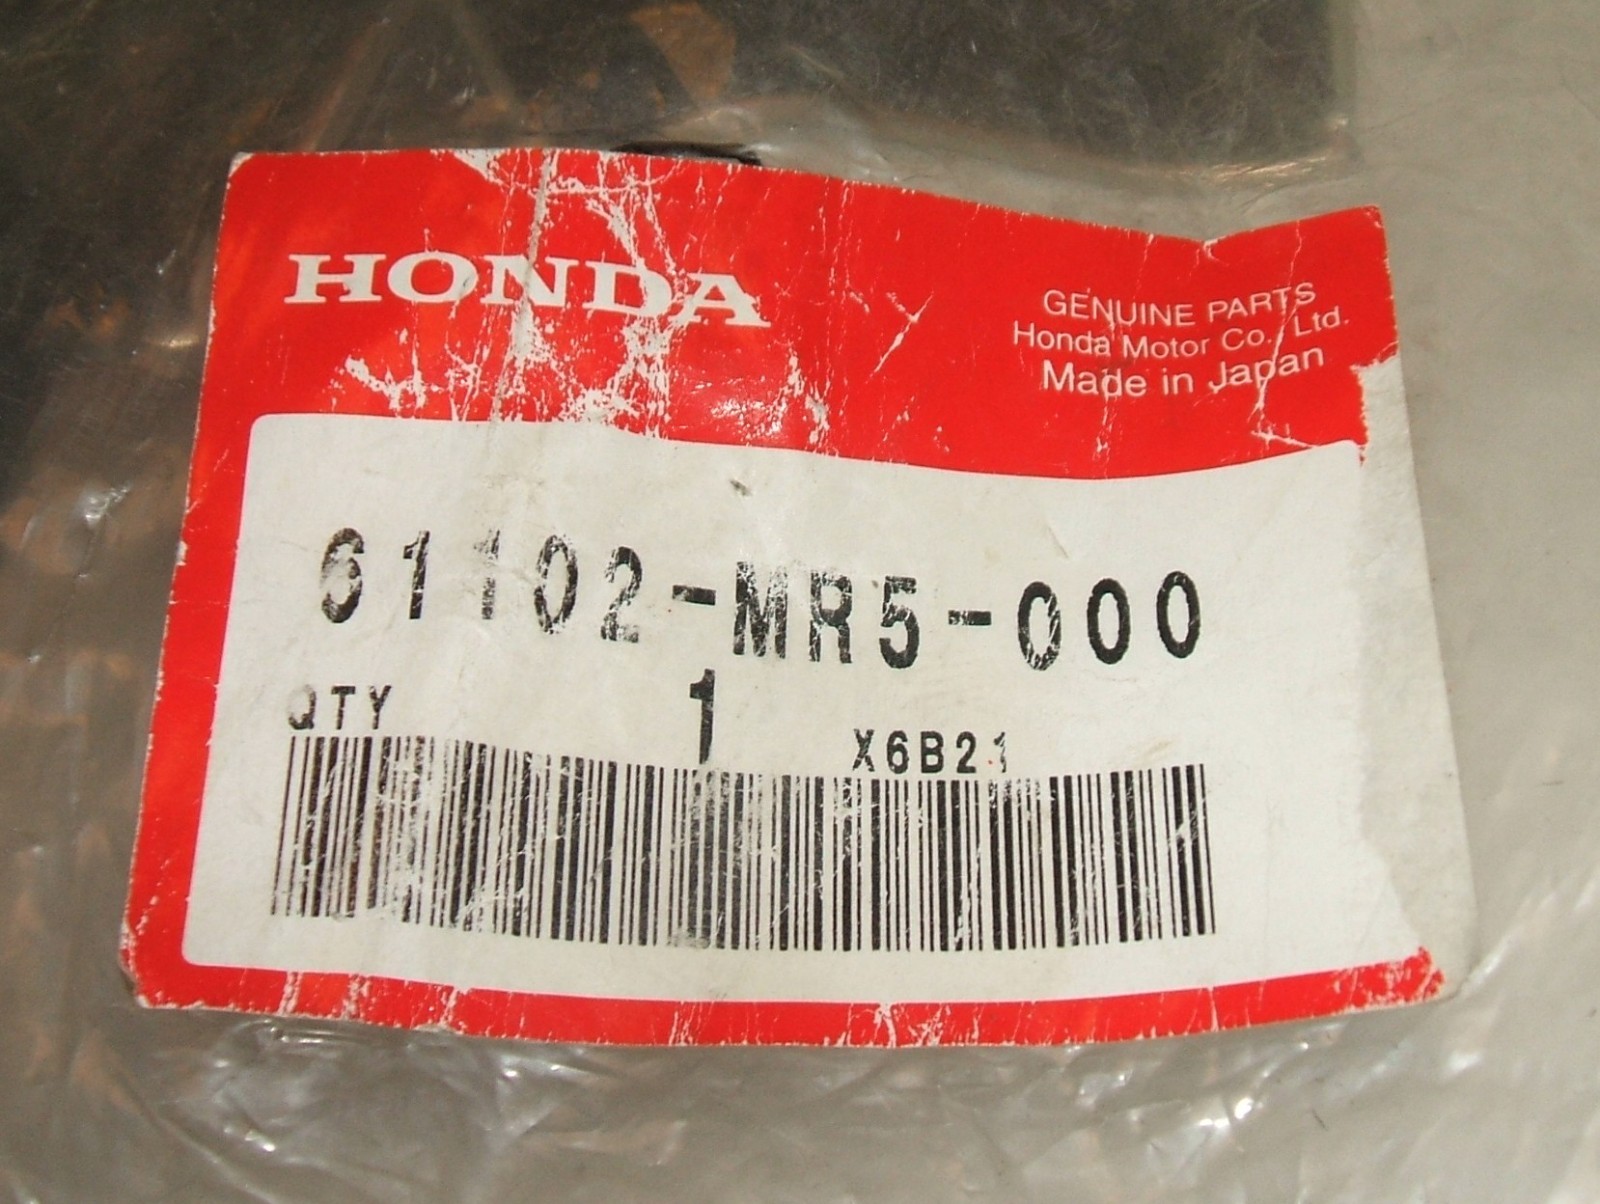 HONDA
GENUINE PARTS
Honda Motor Co., Ltd.
Made in Japan
61102-MR5-000
QTY 1 X6B21